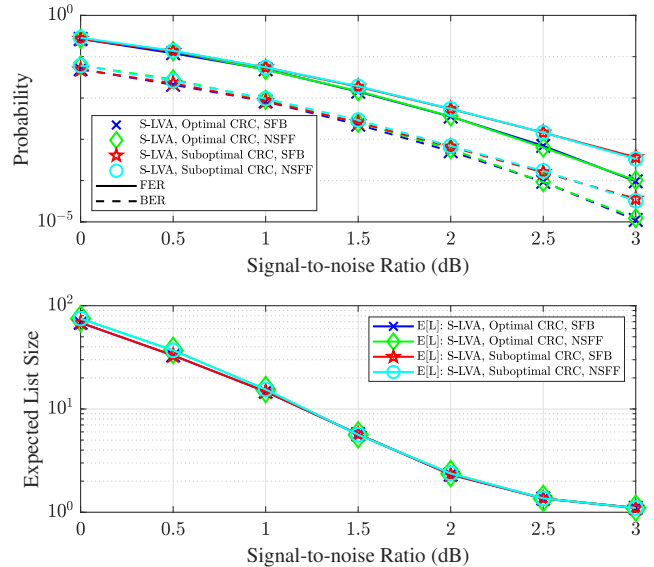 10^0
10^-5
Probability
S-LVA, Optimal CRC, SFB
S-LVA, Optimal CRC, NSFF
S-LVA, Suboptimal CRC, SFB
S-LVA, Suboptimal CRC, NSFF
FER
BER
0 0.5 1 1.5 2 2.5 3
Signal-to-noise Ratio (dB)
10^2
10^1
10^0
Expected List Size
E[L]: S-LVA, Optimal CRC, SFB
E[L]: S-LVA, Optimal CRC, NSFF
E[L]: S-LVA, Suboptimal CRC, SFB
E[L]: S-LVA, Suboptimal CRC, NSFF
0 0.5 1 1.5 2 2.5 3
Signal-to-noise Ratio (dB)